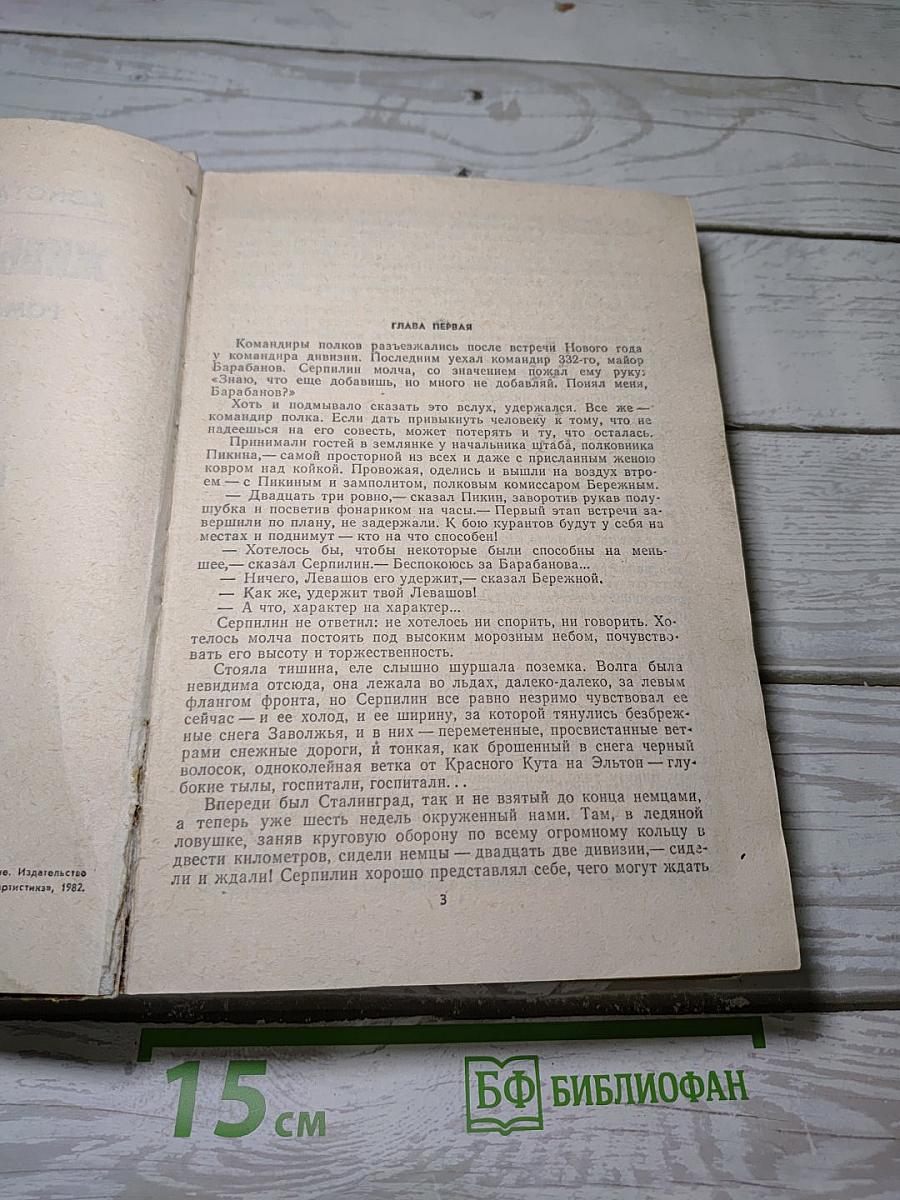 ГЛАВА ПЕРВАЯ
Командиры полков разъезжались после встречи Нового года
у командира дивизии. Последним уехал командир 332-го, майор
Барабанов. Серпилин молча, со значением пожал ему руку:
«Знаю, что еще добавишь, но много не добавляй. Понял меня,
Барабанов?»
Хоть и подмывало сказать это вслух, удержался. Все же —
командир полка. Если дать привыкнуть человеку к тому, что не
надеешься на его совесть, может потерять и ту, что осталась.
Принимали гостей в землянке у начальника штаба, полковника
Пикина,— самой просторной из всех и даже с присланным женою
ковром над койкой. Провожая, оделись и вышли на воздух втро-
ем — с Пикиным и замполитом, полковым комиссаром Бережным.
— Двадцать три ровно,— сказал Пикин, заворотив рукав полу-
шубка и посветив фонариком на часы.— Первый этап встречи за-
вершили по плану, не задержали. К бою курантов будут у себя на
местах и поднимут — кто на что способен!
— Хотелось бы, чтобы некоторые были способны на мень-
шее,— сказал Серпилин.— Беспокоюсь за Барабанова...
— Ничего, Левашов его удержит,— сказал Бережной.
— Как же, удержит твой Левашов!
— А что, характер на характер...
Серпилин не ответил: не хотелось ни спорить, ни говорить. Хо-
телось молча постоять под высоким морозным небом, почувство-
вать его высоту и торжественность.
Стояла тишина, еле слышно шуршала поземка. Волга была
невидима отсюда, она лежала во льдах, далеко-далеко, за левым
флангом фронта, но Серпилин все равно незримо чувствовал ее
сейчас — и ее холод, и ее ширину, за которой тянулись безбреж-
ные снега Заволжья, и в них — переметенные, просвистанные вет-
рами снежные дороги, и тонкая, как брошенный в снега черный
волосок, одноколейная ветка от Красного Кута на Эльтон — глу-
бокие тылы, госпитали, госпитали...
Впереди был Сталинград, так и не взятый до конца немцами,
а теперь уже шесть недель окруженный нами. Там, в ледяной
ловушке, заняв круговую оборону по всему огромному кольцу в
двести километров, сидели немцы — двадцать две дивизии,— сиде-
ли и ждали! Серпилин хорошо представлял себе, чего могут ждать
3
Издательство
1982.
15 см
БФ БИБЛИОФАН